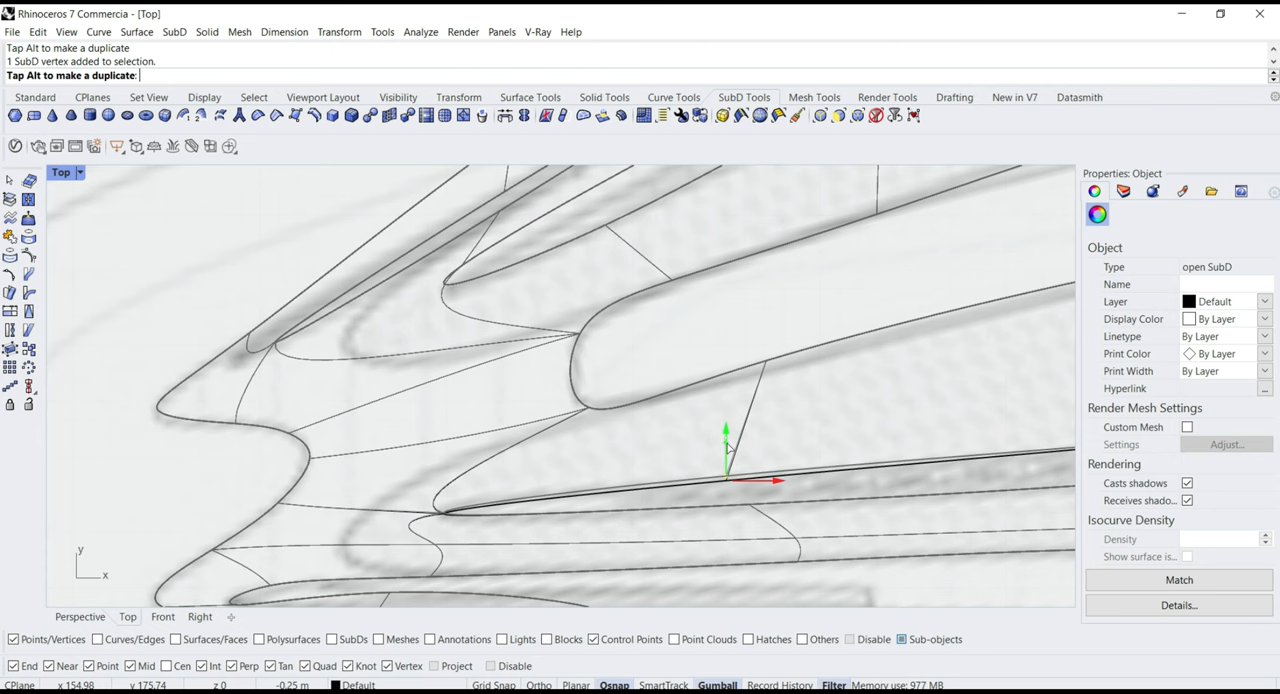 Rhinoceros 7 Commercia - [Top]
File Edit View Curve Surface SubD Solid Mesh Dimension Transform Tools Analyze Render Panels V-Ray Help
Tap Alt to make a duplicate
1 SubD vertex added to selection.
Tap Alt to make a duplicate:
Standard CPlanes Set View Display Select Viewport Layout Visibility Transform Surface Tools Solid Tools Curve Tools SubD Tools Mesh Tools Render Tools Drafting New in V7 Datasmith
Top
Properties: Object
Object
Type open SubD
Name
Layer Default
Display Color By Layer
Linetype By Layer
Print Color By Layer
Print Width By Layer
Hyperlink ...
Render Mesh Settings
Custom Mesh
Settings Adjust...
Rendering
Casts shadows
Receives shado...
Isocurve Density
Density
Show surface is...
Match
Details...
y
x
Perspective Top Front Right
Points/Vertices Curves/Edges Surfaces/Faces Polysurfaces SubDs Meshes Annotations Lights Blocks Control Points Point Clouds Hatches Others Disable Sub-objects
End Near Point Mid Cen Int Perp Tan Quad Knot Vertex Project Disable
CPlane x 154.98 y 175.74 z 0 -0.25 m Default Grid Snap Ortho Planar Osnap SmartTrack Gumball Record History Filter Memory use: 977 MB